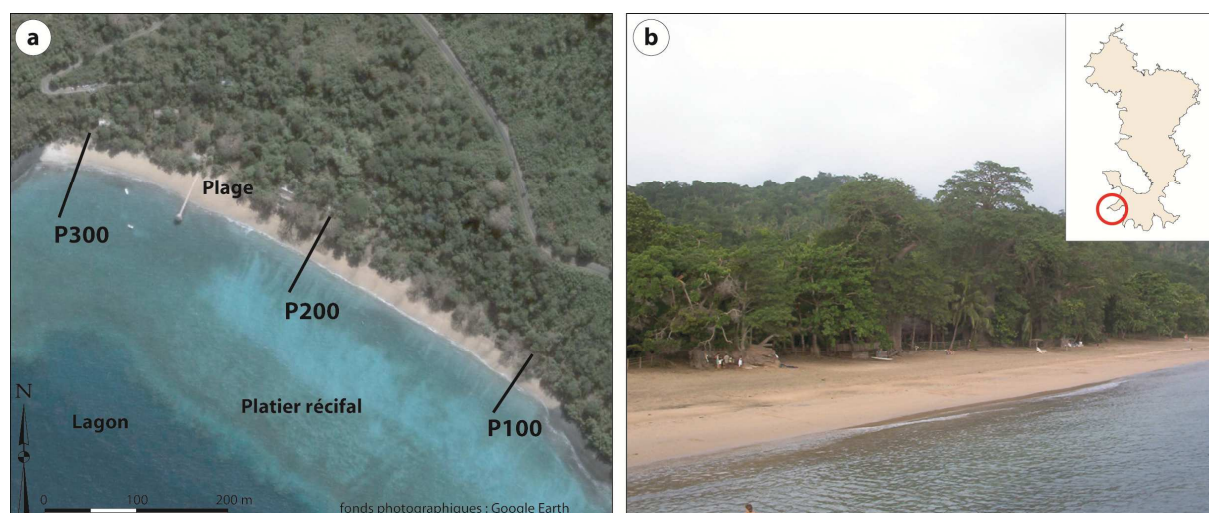 a
b
Plage
P300
P200
Platier récifal
P100
N
Lagon
0 100 200 m
fonds photographiques : Google Earth